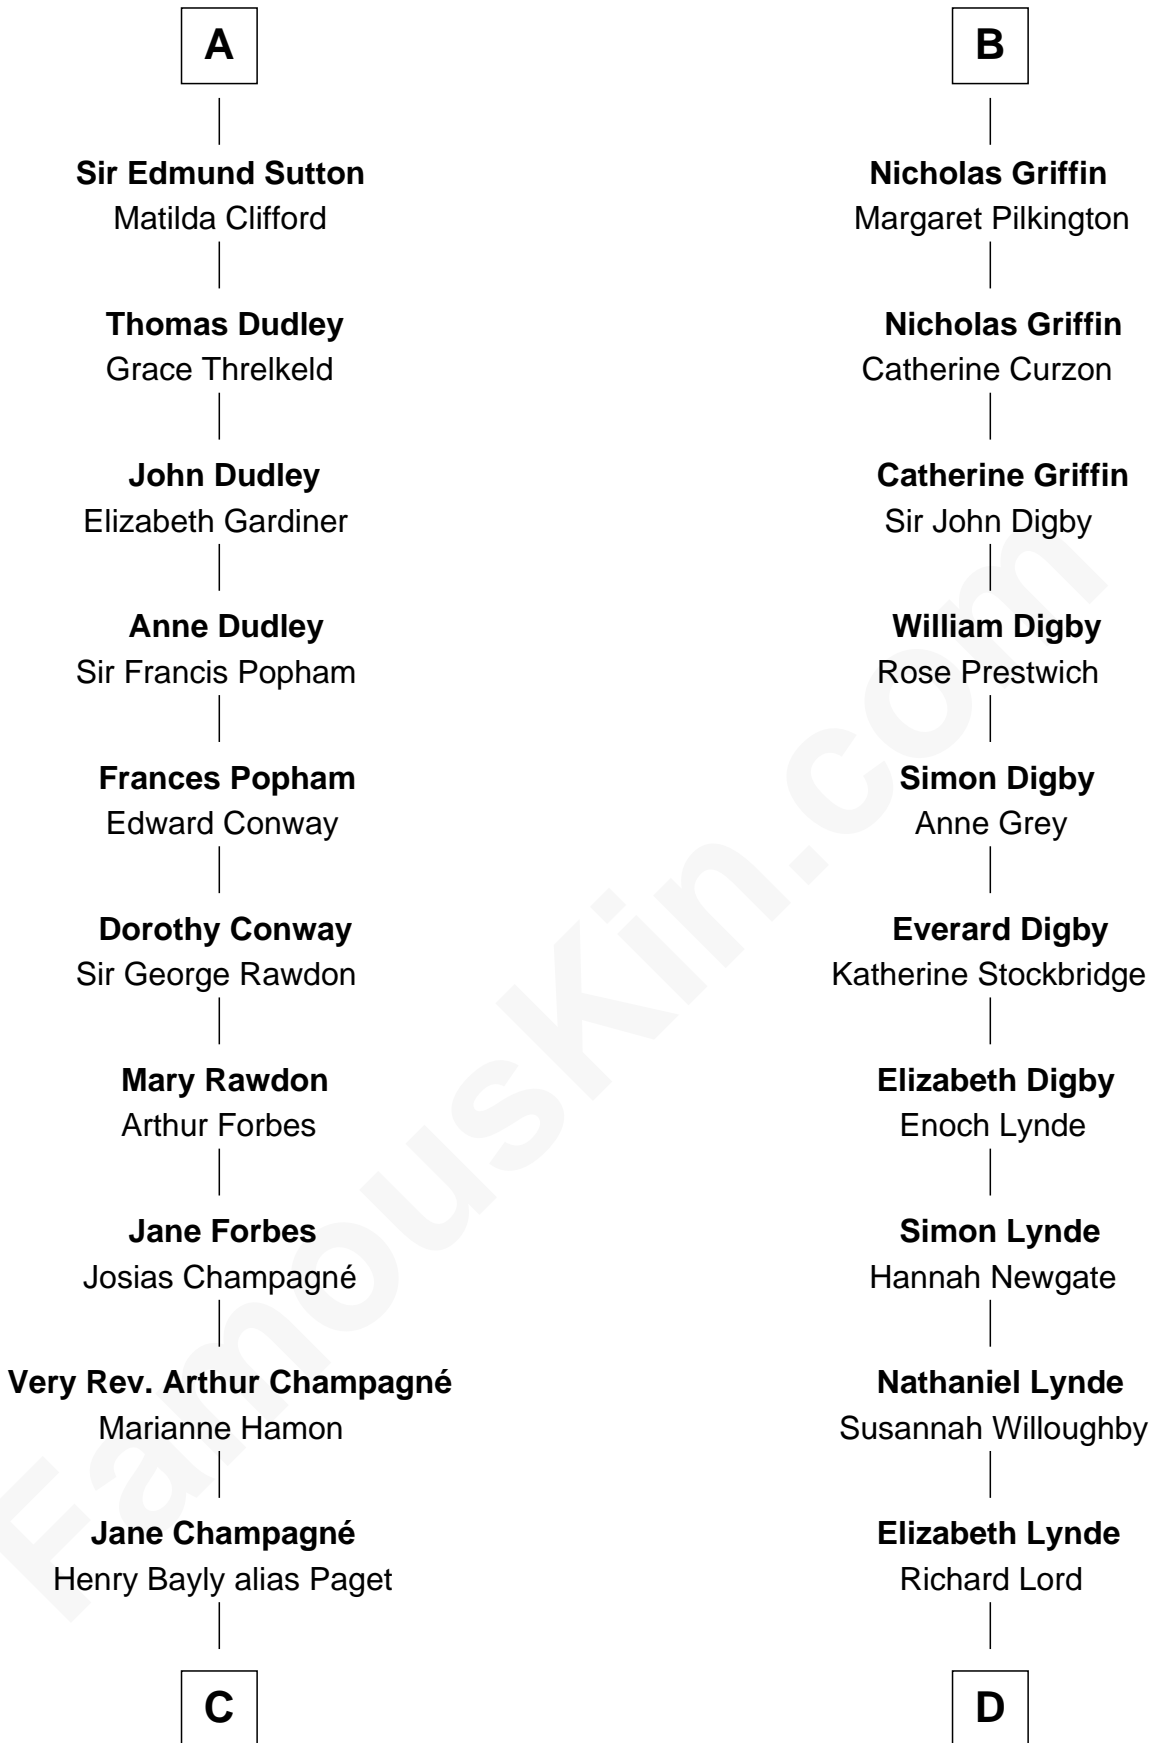 A
Sir Edmund Sutton
Matilda Clifford
Thomas Dudley
Grace Threlkeld
John Dudley
Elizabeth Gardiner
Anne Dudley
Sir Francis Popham
Frances Popham
Edward Conway
Dorothy Conway
Sir George Rawdon
Mary Rawdon
Arthur Forbes
Jane Forbes
Josias Champagné
Very Rev. Arthur Champagné
Marianne Hamon
Jane Champagné
Henry Bayly alias Paget
C
B
Nicholas Griffin
Margaret Pilkington
Nicholas Griffin
Catherine Curzon
Catherine Griffin
Sir John Digby
William Digby
Rose Prestwich
Simon Digby
Anne Grey
Everard Digby
Katherine Stockbridge
Elizabeth Digby
Enoch Lynde
Simon Lynde
Hannah Newgate
Nathaniel Lynde
Susannah Willoughby
Elizabeth Lynde
Richard Lord
D
FamousKin.com